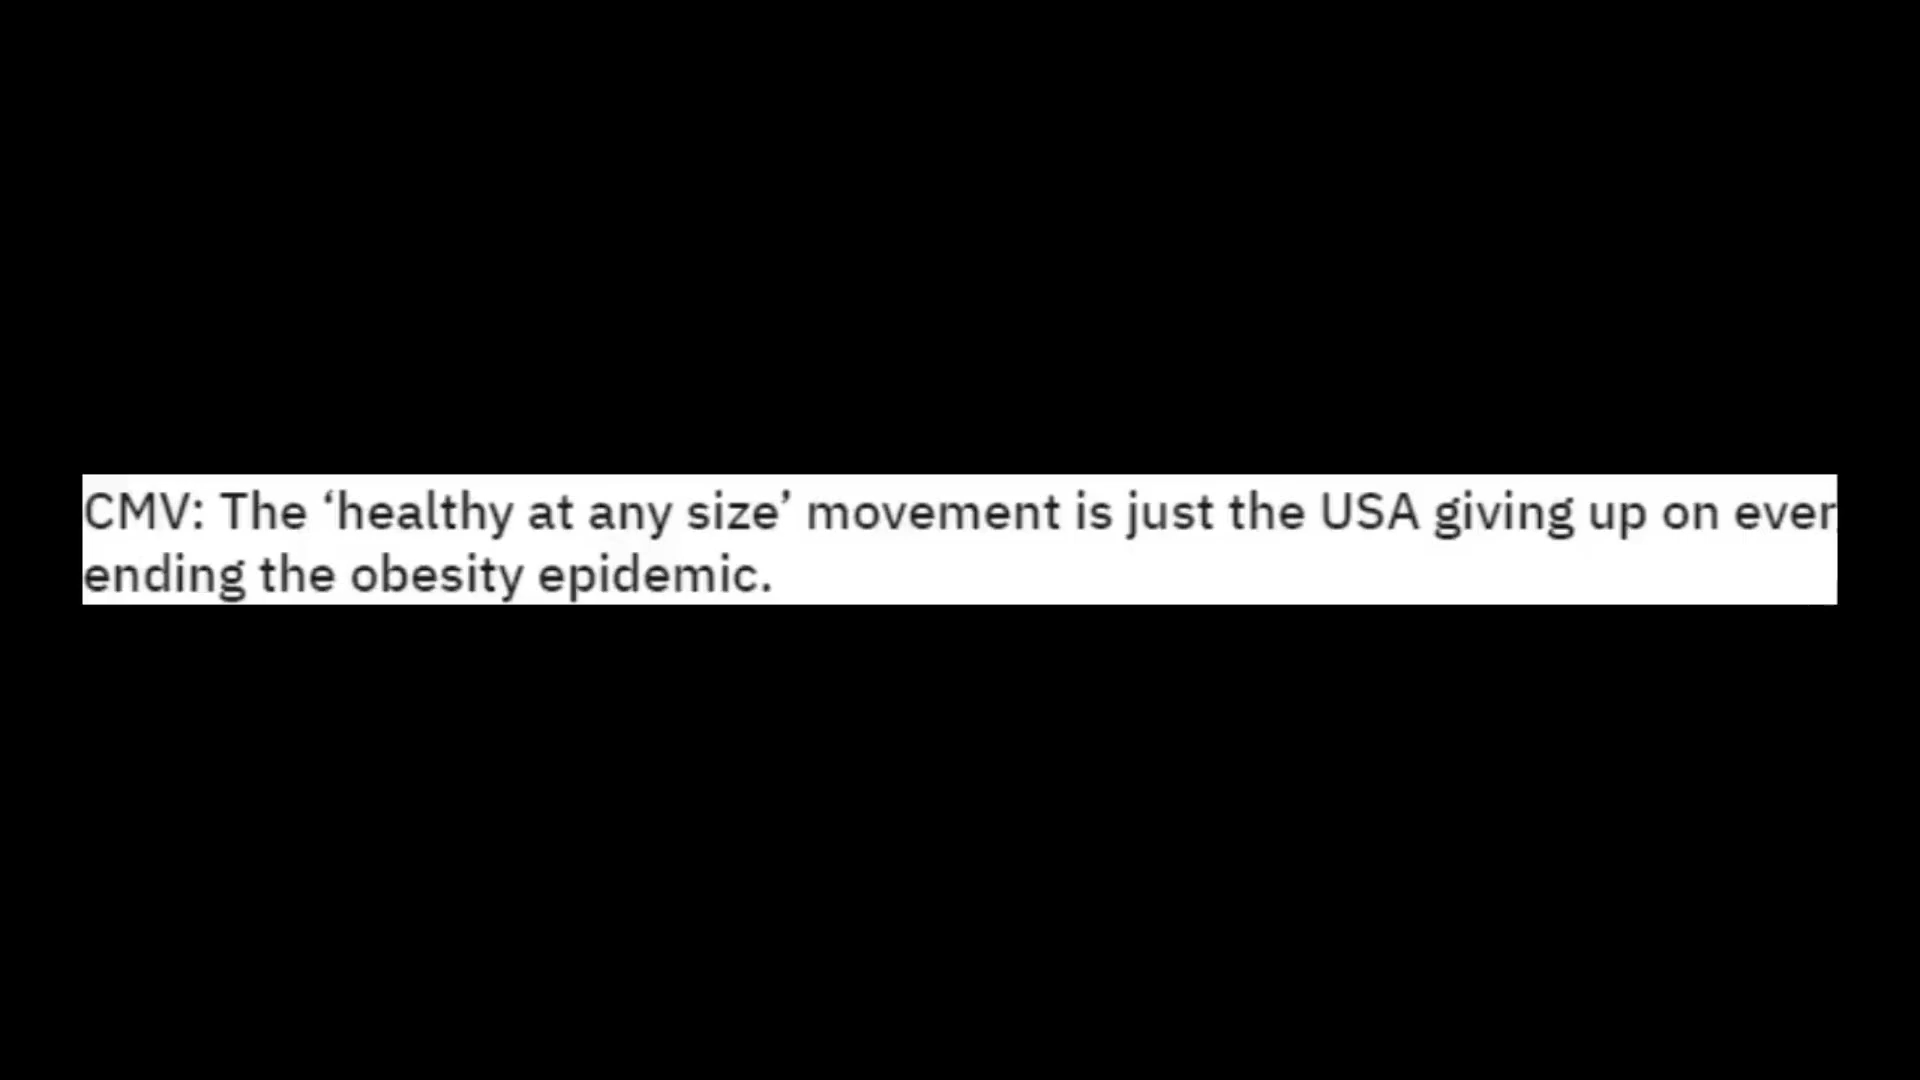 CMV: The ‘healthy at any size’ movement is just the USA giving up on ever
ending the obesity epidemic.